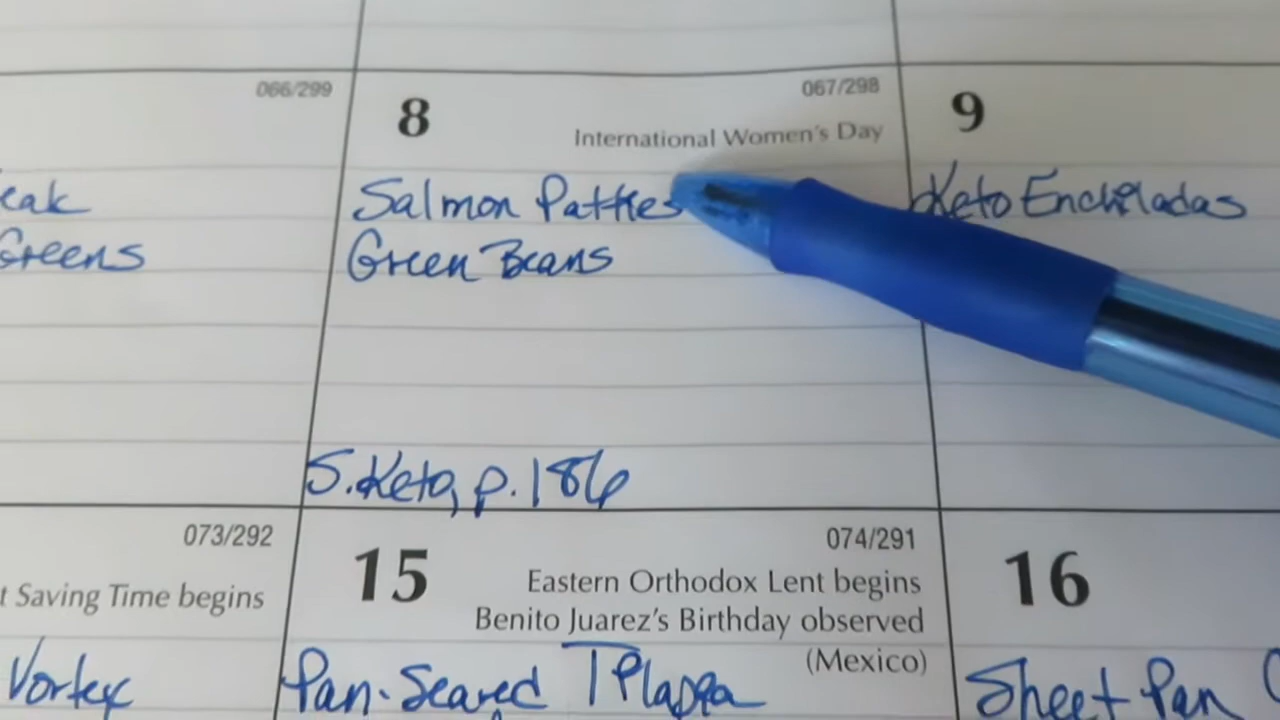 066/299
eak
Greens
8
067/298
International Women's Day
Salmon Patties
Green Beans
S.Keto, p. 186
9
Keto Enchiladas
073/292
t Saving Time begins
Vortex
15
074/291
Eastern Orthodox Lent begins
Benito Juarez's Birthday observed
(Mexico)
Pan-Seared
16
Sheet Pan